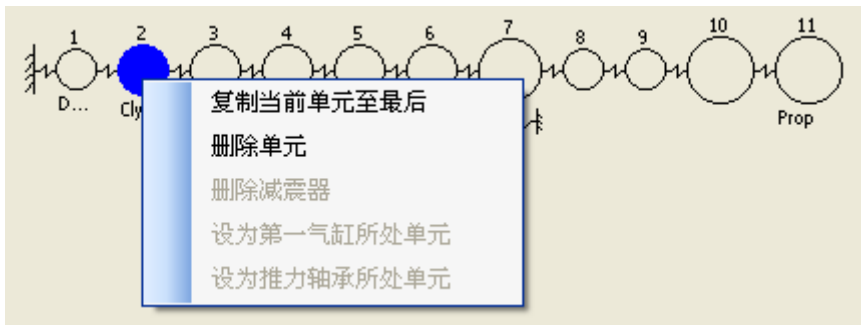 1 2 3 4 5 6 7 8 9 10 11
D... Cly Prop
复制当前单元至最后
删除单元
删除减震器
设为第一气缸所处单元
设为推力轴承所处单元